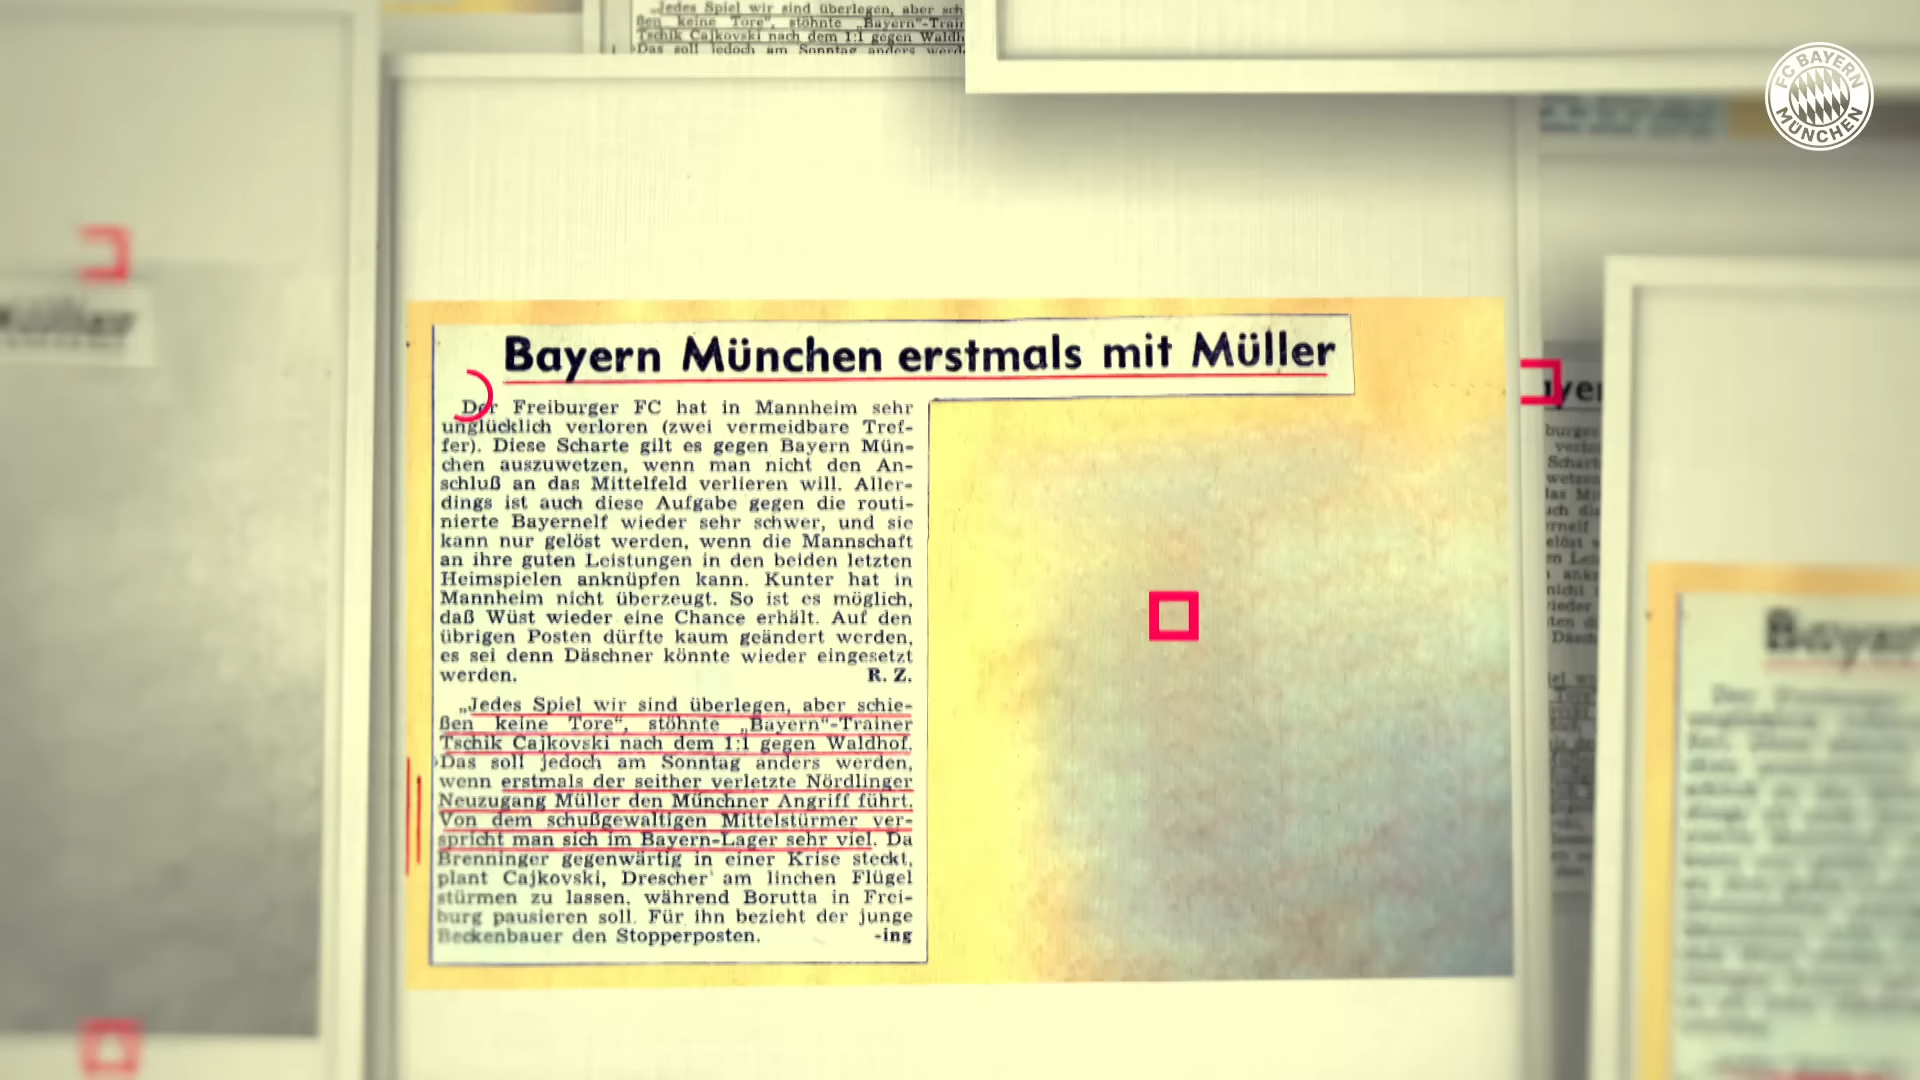 „Jedes Spiel wir sind überlegen, aber sch
ßen keine Tore“, stöhnte „Bayern“-Train
Tschik Cajkovski nach dem 1:1 gegen Waldh
Das soll jedoch am Sonntag anders werde
FC BAYERN
MÜNCHEN
Müller
Bayern München erstmals mit Müller
Der Freiburger FC hat in Mannheim sehr
unglücklich verloren (zwei vermeidbare Tref-
fer). Diese Scharte gilt es gegen Bayern Mün-
chen auszuwetzen, wenn man nicht den An-
schluß an das Mittelfeld verlieren will. Aller-
dings ist auch diese Aufgabe gegen die routi-
nierte Bayernelf wieder sehr schwer, und sie
kann nur gelöst werden, wenn die Mannschaft
an ihre guten Leistungen in den beiden letzten
Heimspielen anknüpfen kann. Kunter hat in
Mannheim nicht überzeugt. So ist es möglich,
daß Wüst wieder eine Chance erhält. Auf den
übrigen Posten dürfte kaum geändert werden,
es sei denn Däschner könnte wieder eingesetzt
werden. R. Z.
„Jedes Spiel wir sind überlegen, aber schie-
ßen keine Tore“, stöhnte „Bayern“-Trainer
Tschik Cajkovski nach dem 1:1 gegen Waldhof.
Das soll jedoch am Sonntag anders werden,
wenn erstmals der seither verletzte Nördlinger
Neuzugang Müller den Münchner Angriff führt.
Von dem schußgewaltigen Mittelstürmer ver-
spricht man sich im Bayern-Lager sehr viel. Da
Brenninger gegenwärtig in einer Krise steckt,
plant Cajkovski, Drescher am linchen Flügel
stürmen zu lassen, während Borutta in Frei-
burg pausieren soll. Für ihn bezieht der junge
Beckenbauer den Stopperposten. -ing
Bayer